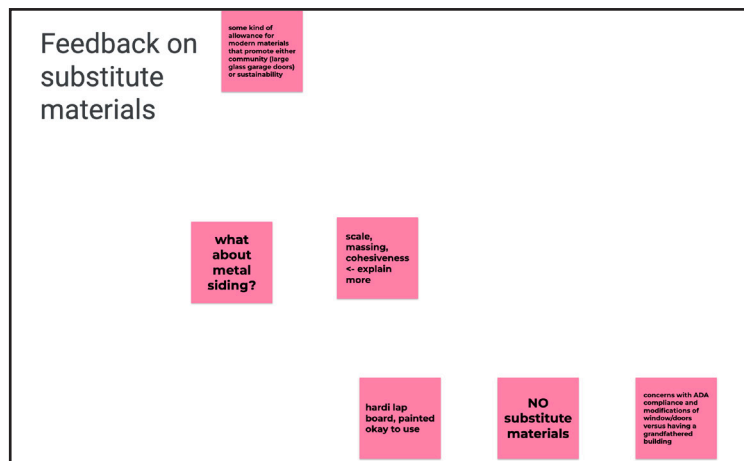 Feedback on
substitute
materials
some kind of
allowance for
modern materials
that promote either
community (large
glass garage doors)
or sustainability
what
about
metal
siding?
scale,
massing,
cohesiveness
<- explain
more
hardi lap
board, painted
okay to use
NO
substitute
materials
concerns with ADA
compliance and
modifications of
window/doors
versus having a
grandfathered
building